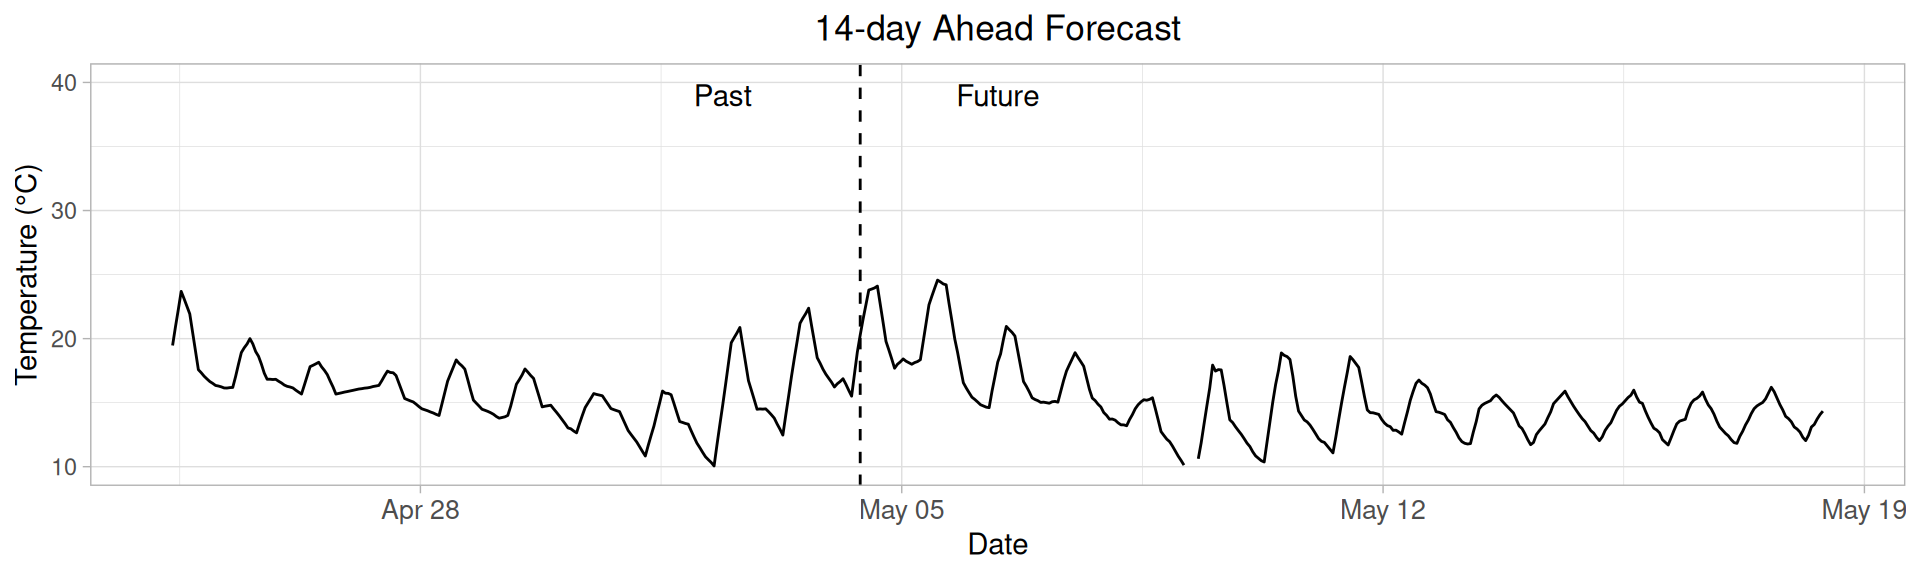 14-day Ahead Forecast
Past
Future
40
30
20
10
Temperature (°C)
Apr 28
May 05
May 12
May 19
Date